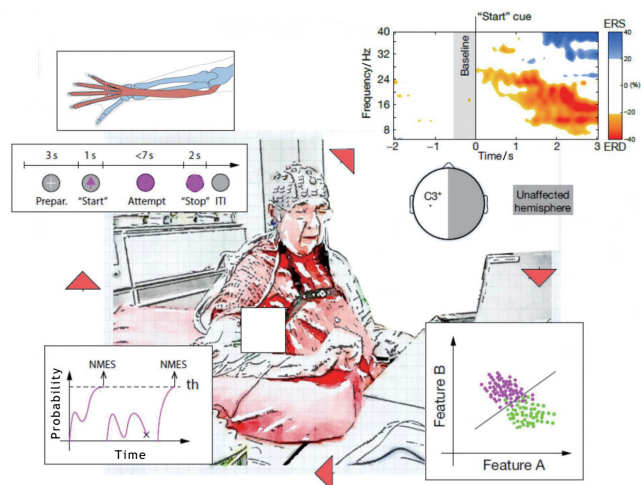 "Start" cue
ERS
40
32
24
16
8
Frequency/Hz
Baseline
40
20
0 (%)
-20
-40
ERD
-2
-1
0
1
2
3
Time/s
3 s
1 s
<7 s
2 s
Prepar.
"Start"
Attempt
"Stop"
ITI
C3*
Unaffected
hemisphere
NMES
NMES
th
Probability
x
Time
Feature B
Feature A